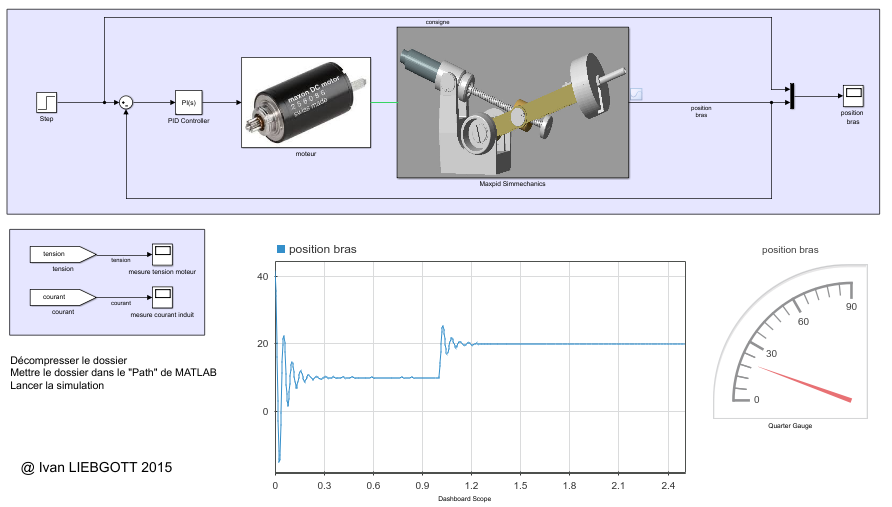 consigne
Step
PI(s)
PID Controller
maxon DC motor
258085
swiss made
moteur
Maxpid Simmechanics
position
bras
position
bras
tension
tension
tension
mesure tension moteur
courant
courant
courant
mesure courant induit
Décompresser le dossier
Mettre le dossier dans le "Path" de MATLAB
Lancer la simulation
@ Ivan LIEBGOTT 2015
position bras
40
20
0
0
0.3
0.6
0.9
1.2
1.5
1.8
2.1
2.4
Dashboard Scope
position bras
90
60
30
0
Quarter Gauge